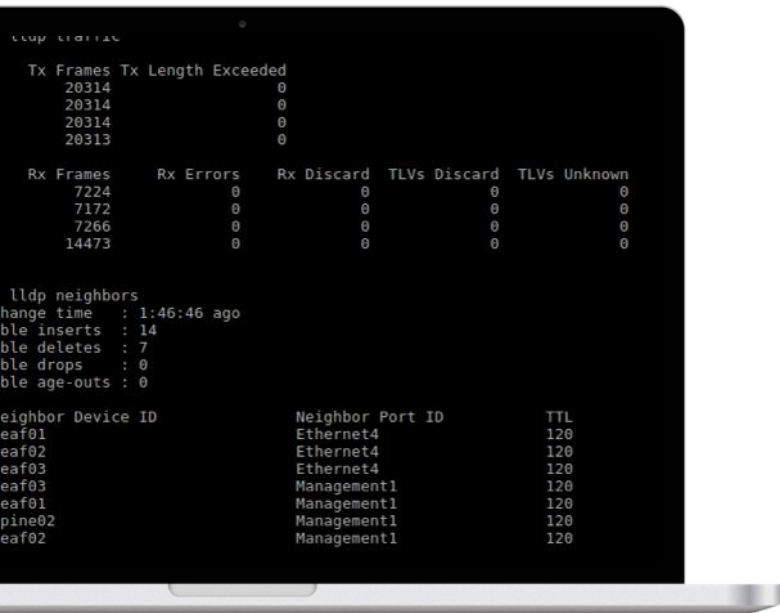 lldp traffic
Tx Frames Tx Length Exceeded
20314 0
20314 0
20314 0
20313 0
Rx Frames Rx Errors Rx Discard TLVs Discard TLVs Unknown
7224 0 0 0 0
7172 0 0 0 0
7266 0 0 0 0
14473 0 0 0 0
lldp neighbors
hange time : 1:46:46 ago
ble inserts : 14
ble deletes : 7
ble drops : 0
ble age-outs : 0
eighbor Device ID Neighbor Port ID TTL
eaf01 Ethernet4 120
eaf02 Ethernet4 120
eaf03 Ethernet4 120
eaf03 Management1 120
eaf01 Management1 120
pine02 Management1 120
eaf02 Management1 120